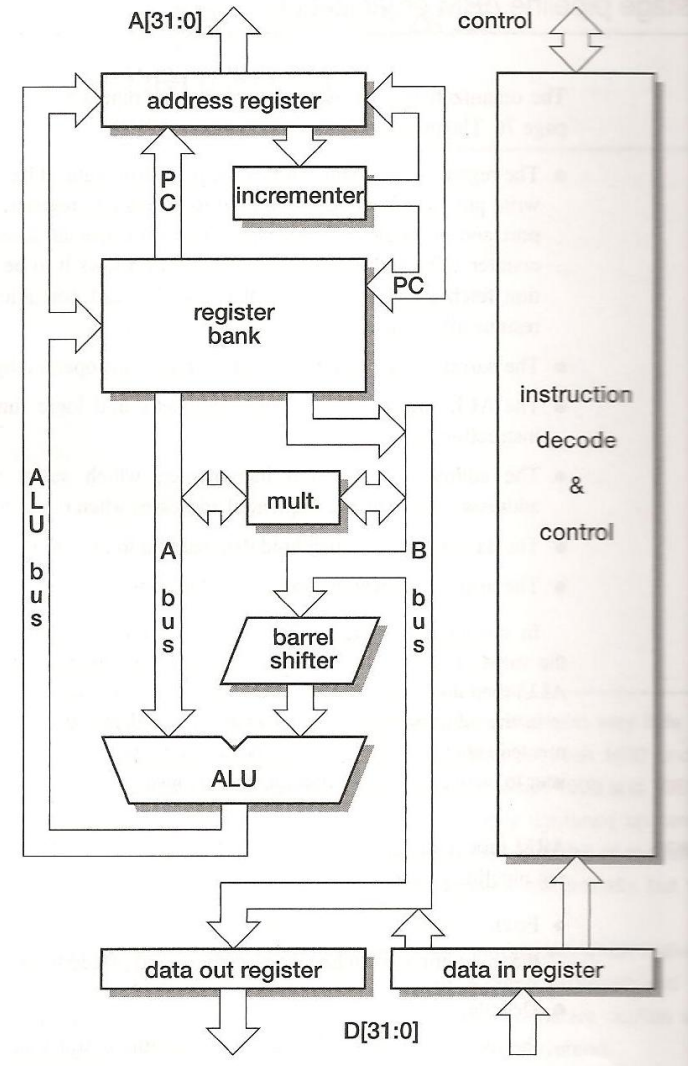 A[31:0]
control
address register
P
C
incrementer
PC
register
bank
instruction
decode
&
control
A
L
U
b
u
s
mult.
A
b
u
s
B
b
u
s
barrel
shifter
ALU
data out register
data in register
D[31:0]